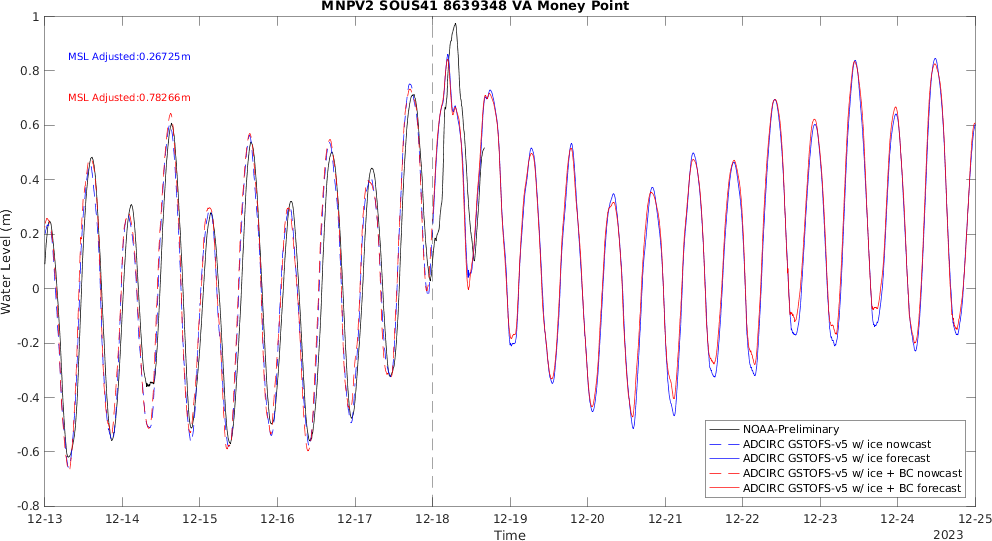 MNPV2 SOUS41 8639348 VA Money Point
MSL Adjusted:0.26725m
MSL Adjusted:0.78266m
Water Level (m)
1
0.8
0.6
0.4
0.2
0
-0.2
-0.4
-0.6
-0.8
NOAA-Preliminary
ADCIRC GSTOFS-v5 w/ ice nowcast
ADCIRC GSTOFS-v5 w/ ice forecast
ADCIRC GSTOFS-v5 w/ ice + BC nowcast
ADCIRC GSTOFS-v5 w/ ice + BC forecast
12-13 12-14 12-15 12-16 12-17 12-18 12-19 12-20 12-21 12-22 12-23 12-24 12-25
Time
2023